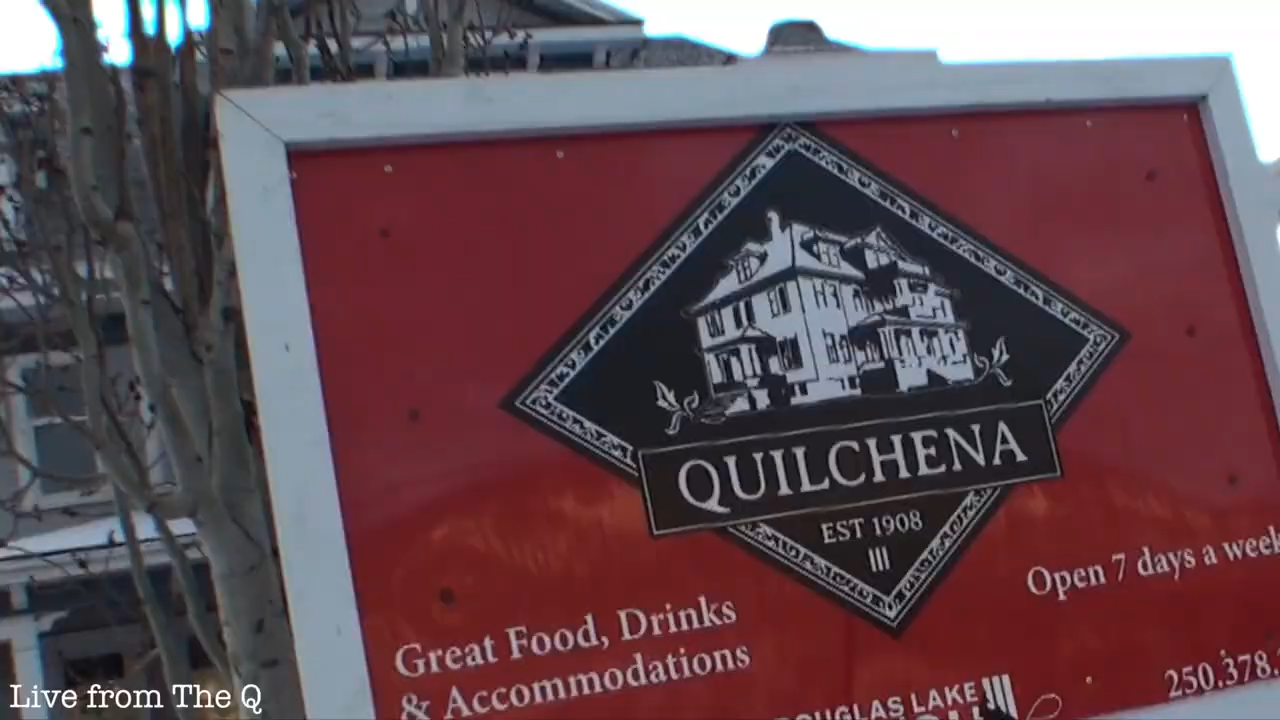 QUILCHENA
EST 1908
Open 7 days a week
Great Food, Drinks
& Accommodations
250.378.
DOUGLAS LAKE
Live from The Q